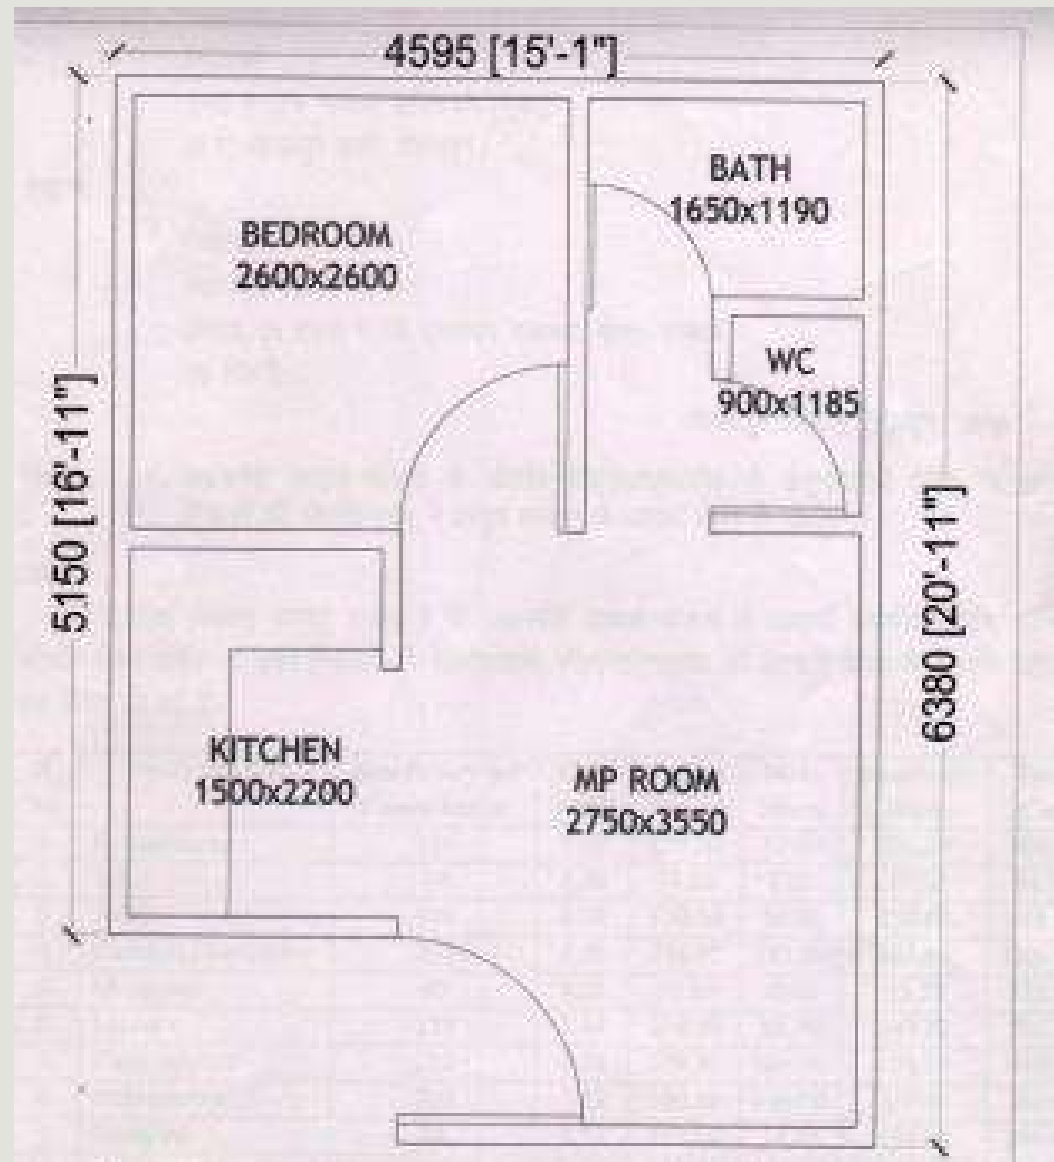 4595 [15'-1"]
BATH
1650x1190
BEDROOM
2600x2600
WC
900x1185
5150 [16'-11"]
6380 [20'-11"]
KITCHEN
1500x2200
MP ROOM
2750x3550